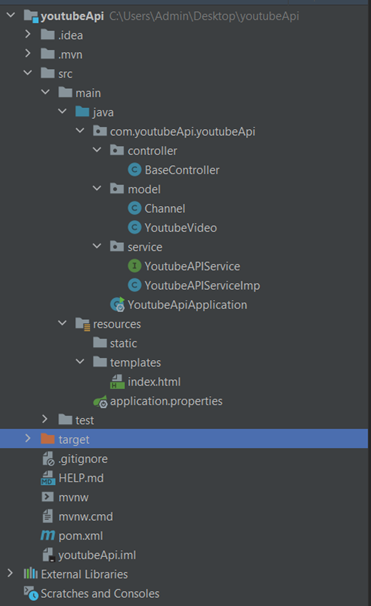 youtubeApi C:\Users\Admin\Desktop\youtubeApi
.idea
.mvn
src
main
java
com.youtubeApi.youtubeApi
controller
BaseController
model
Channel
YoutubeVideo
service
YoutubeAPIService
YoutubeAPIServiceImp
YoutubeApiApplication
resources
static
templates
index.html
application.properties
test
target
.gitignore
HELP.md
mvnw
mvnw.cmd
pom.xml
youtubeApi.iml
External Libraries
Scratches and Consoles